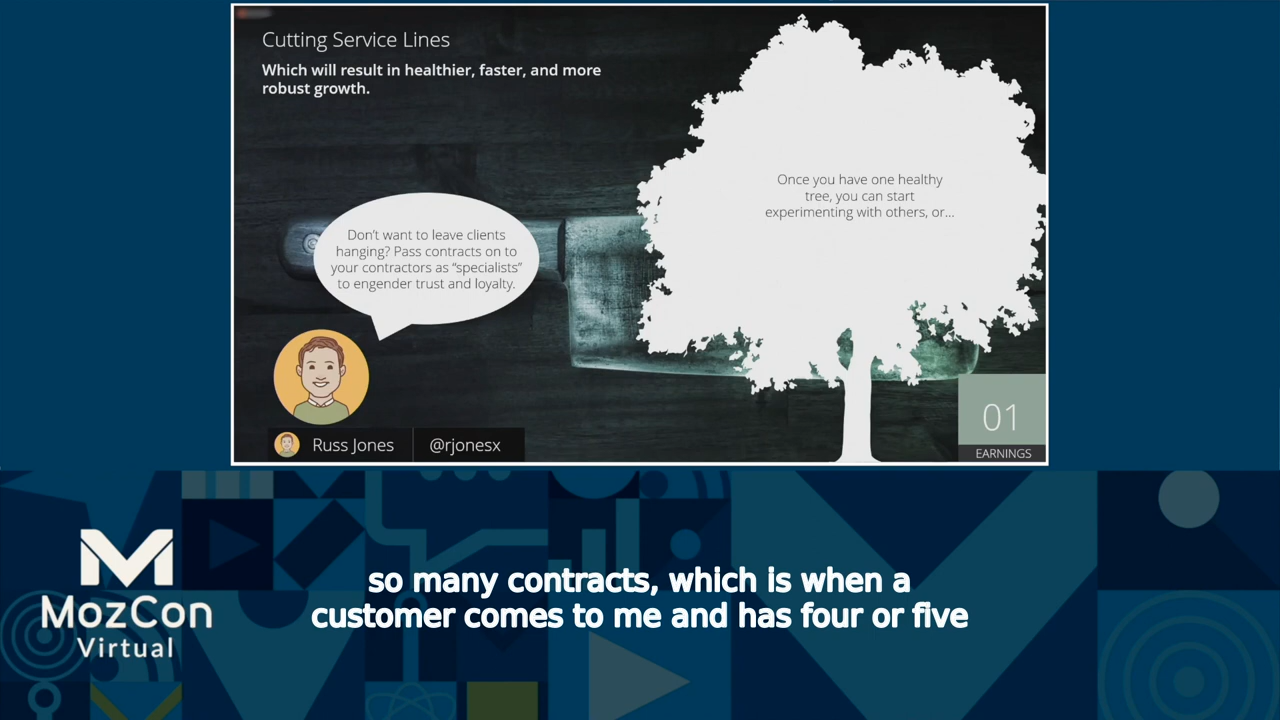 Cutting Service Lines
Which will result in healthier, faster, and more
robust growth.
Once you have one healthy
tree, you can start
experimenting with others, or...
Don't want to leave clients
hanging? Pass contracts on to
your contractors as “specialists”
to engender trust and loyalty.
01
EARNINGS
Russ Jones
@rjonesx
MozCon
Virtual
so many contracts, which is when a
customer comes to me and has four or five